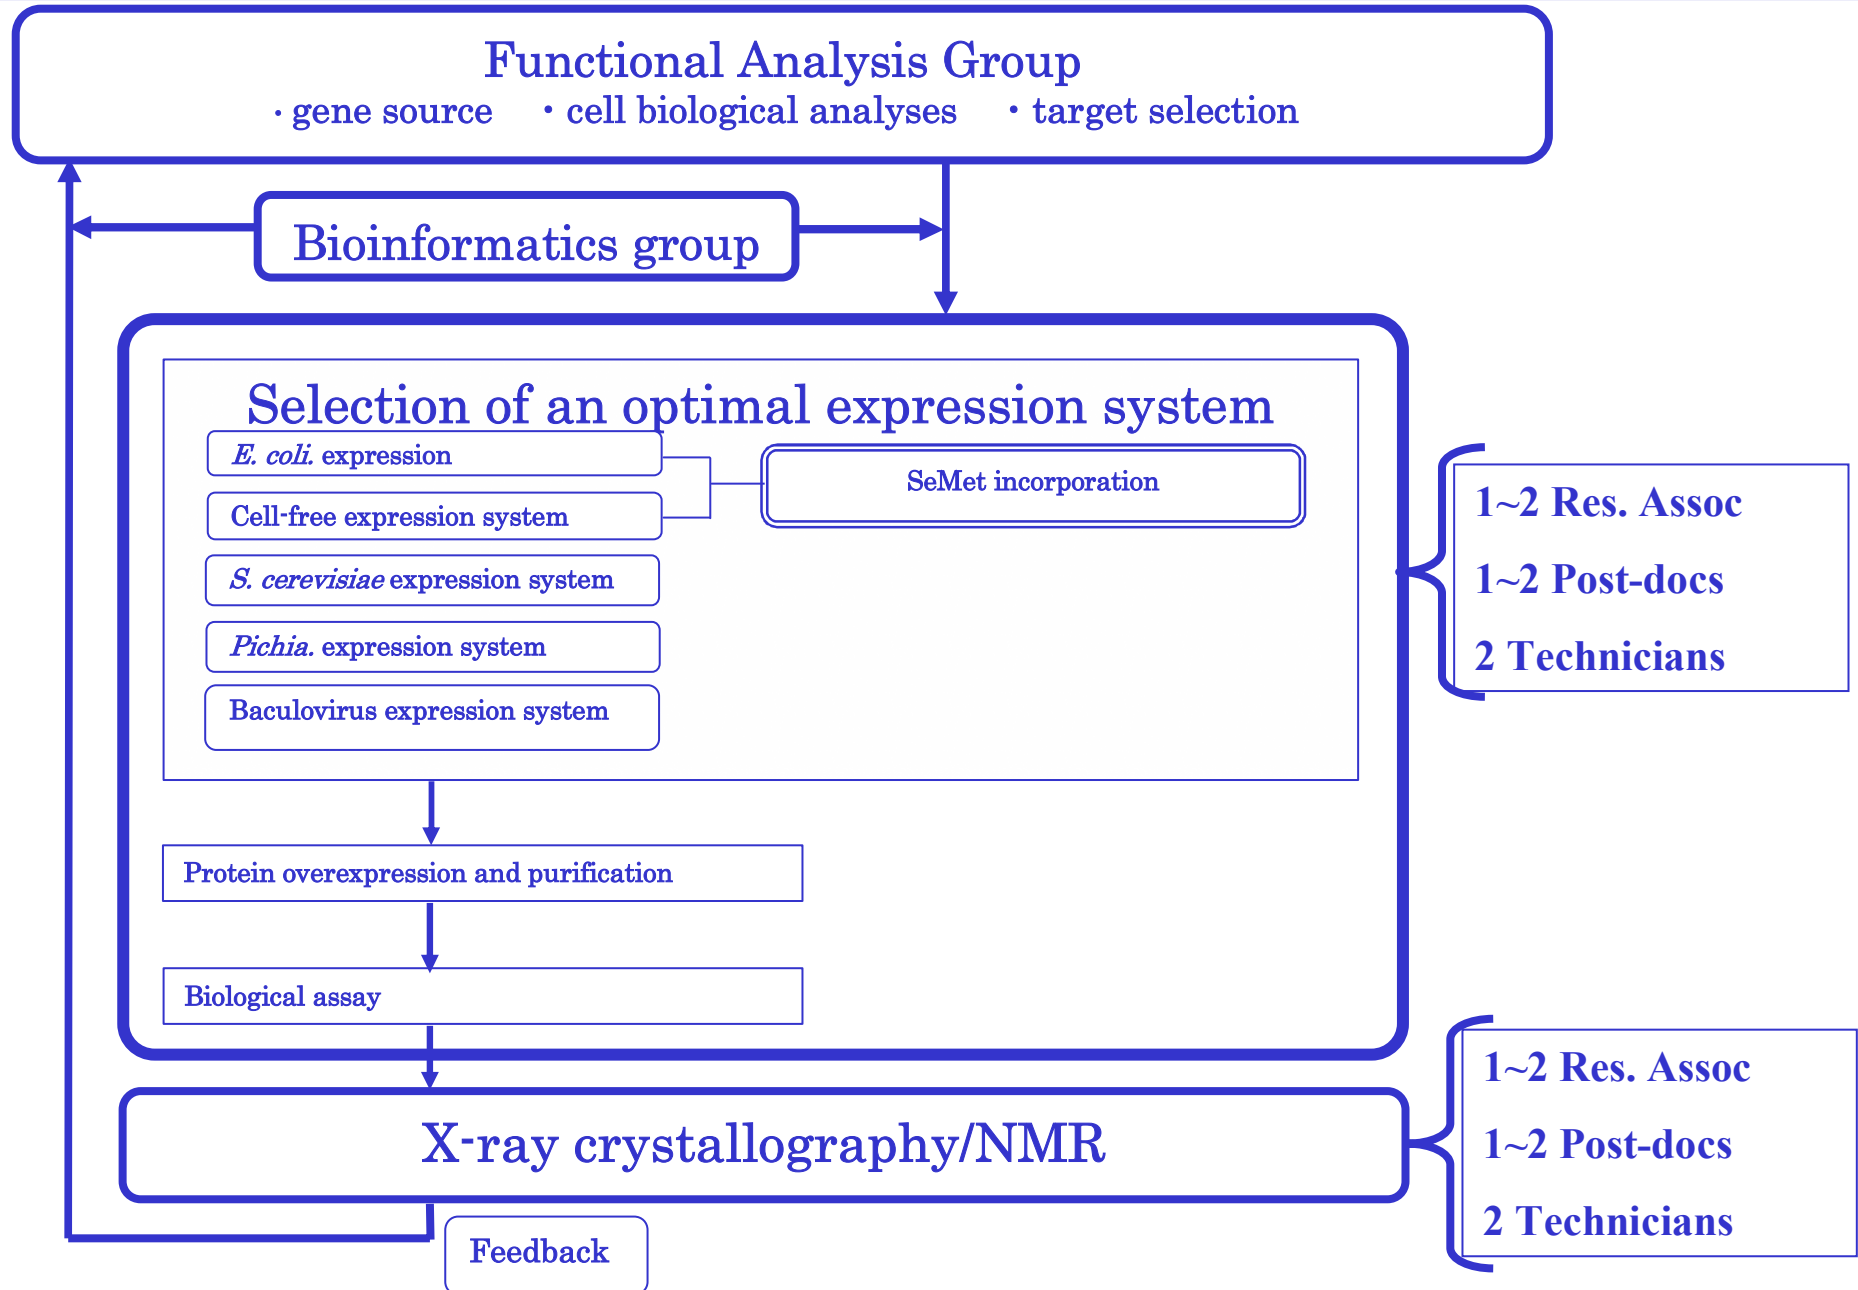 Functional Analysis Group
・gene source ・cell biological analyses ・target selection
Bioinformatics group
Selection of an optimal expression system
E. coli. expression
SeMet incorporation
Cell-free expression system
S. cerevisiae expression system
Pichia. expression system
Baculovirus expression system
1~2 Res. Assoc
1~2 Post-docs
2 Technicians
Protein overexpression and purification
Biological assay
X-ray crystallography/NMR
1~2 Res. Assoc
1~2 Post-docs
2 Technicians
Feedback